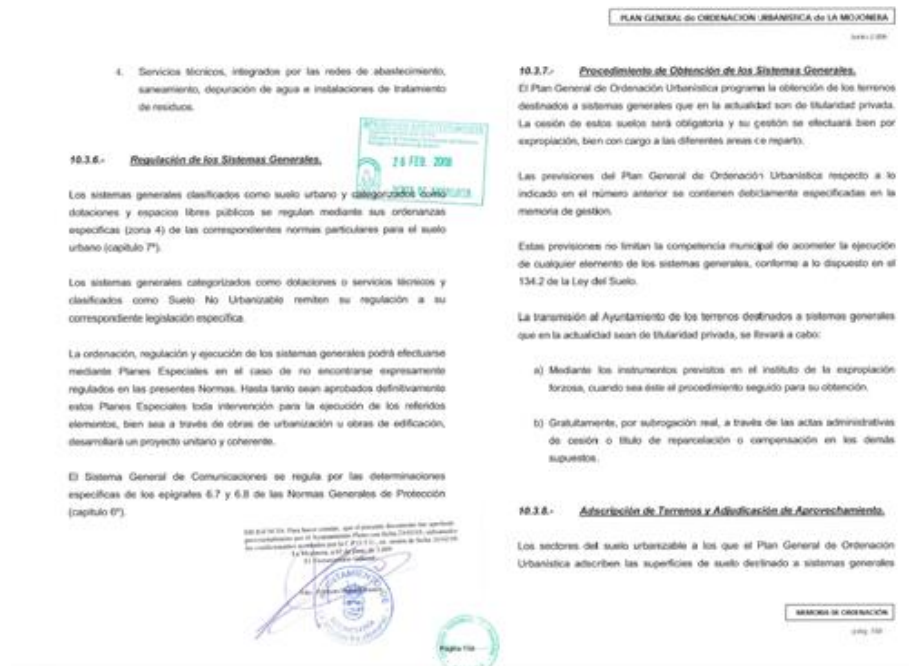 PLAN GENERAL de ORDENACION URBANISTICA de LA MOJONERA
4. Servicios técnicos, integrados por las redes de abastecimiento,
saneamiento, depuración de agua e instalaciones de tratamiento
de residuos.
26 FEB. 2008
10.3.6.- Regulación de los Sistemas Generales.
Los sistemas generales clasificados como suelo urbano y categorizados como
dotaciones y espacios libres públicos se regulan mediante sus ordenanzas
especificas (zona 4) de las correspondientes normas particulares para el suelo
urbano (capítulo 7º).
Los sistemas generales categorizados como dotaciones o servicios técnicos y
clasificados como Suelo No Urbanizable remiten su regulación a su
correspondiente legislación específica.
La ordenación, regulación y ejecución de los sistemas generales podrá efectuarse
mediante Planes Especiales en el caso de no encontrarse expresamente
regulados en las presentes Normas. Hasta tanto sean aprobados definitivamente
estos Planes Especiales toda intervención para la ejecución de los referidos
elementos, bien sea a través de obras de urbanización u obras de edificación,
desarrollará un proyecto unitario y coherente.
El Sistema General de Comunicaciones se regula por las determinaciones
específicas de los epígrafes 6.7 y 6.8 de las Normas Generales de Protección
(capítulo 6º).
10.3.7.- Procedimiento de Obtención de los Sistemas Generales.
El Plan General de Ordenación Urbanística programa la obtención de los terrenos
destinados a sistemas generales que en la actualidad son de titularidad privada.
La cesión de estos suelos será obligatoria y su gestión se efectuará bien por
expropiación, bien con cargo a las diferentes areas de reparto.
Las previsiones del Plan General de Ordenación Urbanística respecto a lo
indicado en el número anterior se contienen debidamente especificadas en la
memoria de gestion.
Estas previsiones no limitan la competencia municipal de acometer la ejecución
de cualquier elemento de los sistemas generales, conforme a lo dispuesto en el
134.2 de la Ley del Suelo.
La transmisión al Ayuntamiento de los terrenos destinados a sistemas generales
que en la actualidad sean de titularidad privada, se llevará a cabo:
a) Mediante los instrumentos previstos en el instituto de la expropiación
forzosa, cuando sea éste el procedimiento seguido para su obtención.
b) Gratuitamente, por subrogación real, a través de las actas administrativas
de cesión o título de reparcelación o compensación en los demás
supuestos.
10.3.8.- Adscripción de Terrenos y Adjudicación de Aprovechamiento.
Los sectores del suelo urbanizable a los que el Plan General de Ordenación
Urbanística adscriben las superficies de suelo destinado a sistemas generales
MEMORIA DE ORDENACIÓN